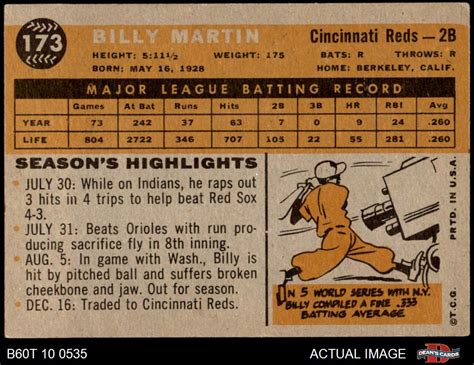 173
BILLY MARTIN
Cincinnati Reds — 2B
HEIGHT: 5:11½ WEIGHT: 175 BATS: R THROWS: R
BORN: MAY 16, 1928 HOME: BERKELEY, CALIF.
MAJOR LEAGUE BATTING RECORD
Games At Bat Runs Hits 2B 3B HR RBI Avg.
YEAR 73 242 37 63 7 0 9 24 .260
LIFE 804 2722 346 707 105 22 55 281 .260
SEASON'S HIGHLIGHTS
• JULY 30: While on Indians, he raps out
3 hits in 4 trips to help beat Red Sox
4-3.
• JULY 31: Beats Orioles with run pro-
ducing sacrifice fly in 8th inning.
• AUG. 5: In game with Wash., Billy is
hit by pitched ball and suffers broken
cheekbone and jaw. Out for season.
• DEC. 16: Traded to Cincinnati Reds.
IN 5 WORLD SERIES WITH N.Y.
BILLY COMPILED A FINE .333
BATTING AVERAGE.
©T.C.G. PRTD. IN U.S.A.
B60T 10 0535
ACTUAL IMAGE
DEAN'S CARDS